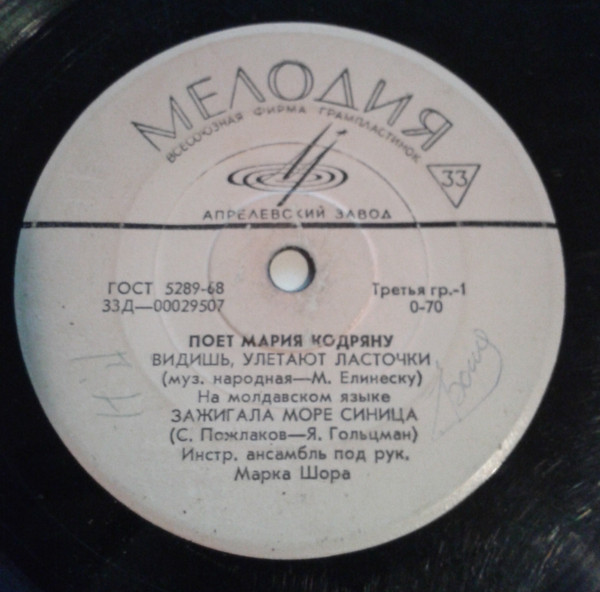 МЕЛОДИЯ
ВСЕСОЮЗНАЯ ФИРМА ГРАМПЛАСТИНОК
33
АПРЕЛЕВСКИЙ ЗАВОД
ГОСТ 5289-68
Третья гр.-1
33Д—00029507
0-70
ПОЕТ МАРИЯ КОДРЯНУ
ВИДИШЬ, УЛЕТАЮТ ЛАСТОЧКИ
(муз. народная—М. Елинеску)
На молдавском языке
ЗАЖИГАЛА МОРЕ СИНИЦА
(С. Пожлаков—Я. Гольцман)
Инстр. ансамбль под рук.
Марка Шора